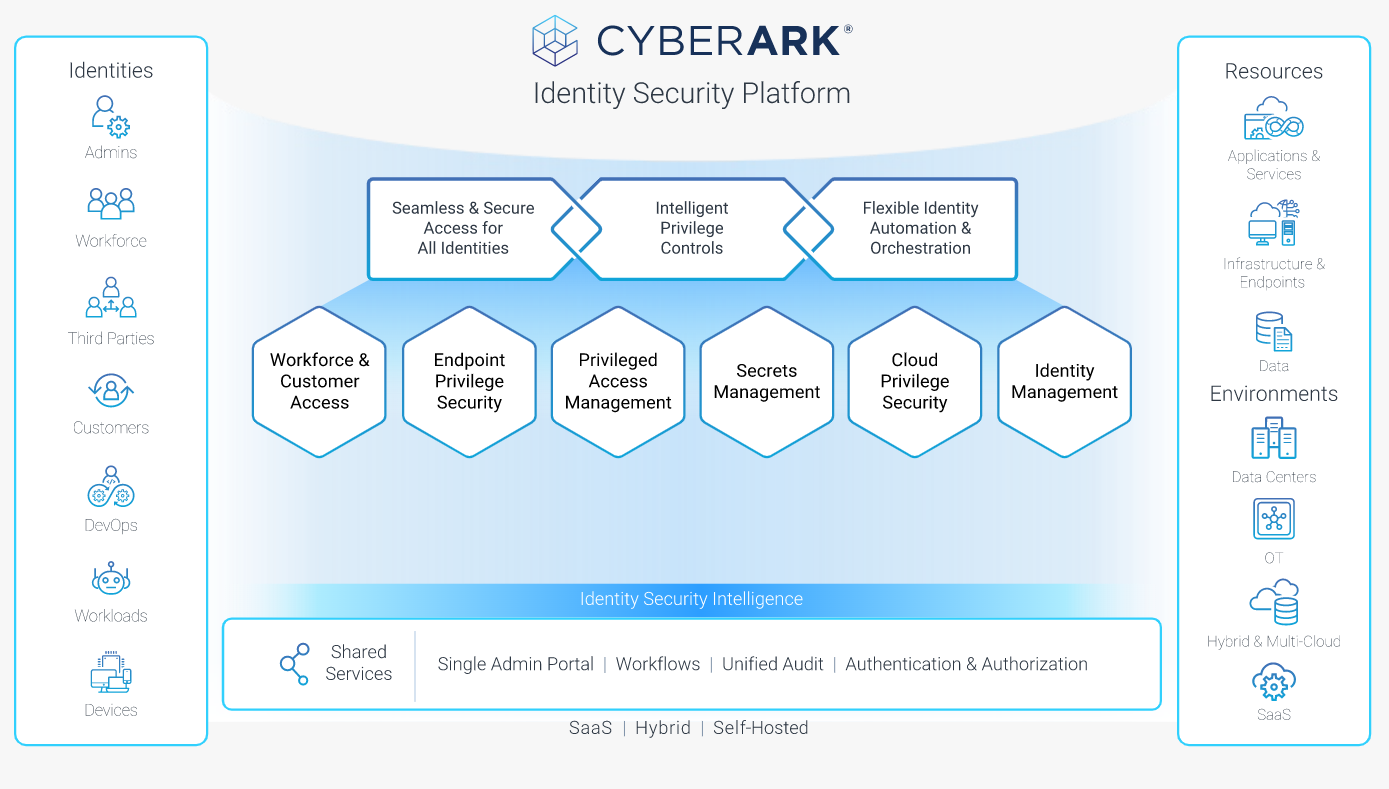 CYBERARK®
Identity Security Platform
Identities
Admins
Workforce
Third Parties
Customers
DevOps
Workloads
Devices
Seamless & Secure
Access for
All Identities
Intelligent
Privilege
Controls
Flexible Identity
Automation &
Orchestration
Workforce &
Customer
Access
Endpoint
Privilege
Security
Privileged
Access
Management
Secrets
Management
Cloud
Privilege
Security
Identity
Management
Identity Security Intelligence
Shared
Services
Single Admin Portal | Workflows | Unified Audit | Authentication & Authorization
SaaS | Hybrid | Self-Hosted
Resources
Applications &
Services
Infrastructure &
Endpoints
Data
Environments
Data Centers
OT
Hybrid & Multi-Cloud
SaaS